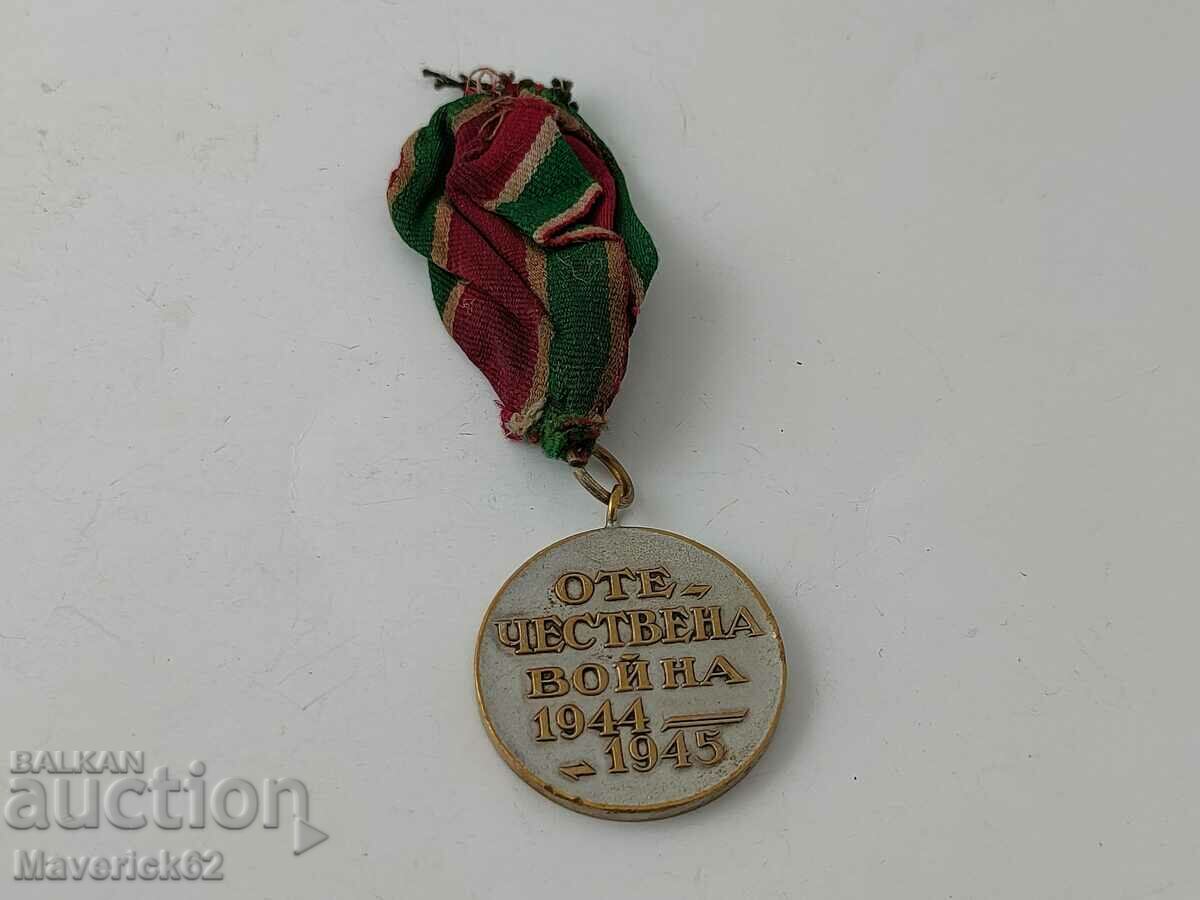 ОТЕ-
ЧЕСТВЕНА
ВОЙНА
1944
1945
BALKAN
auction
Maverick62